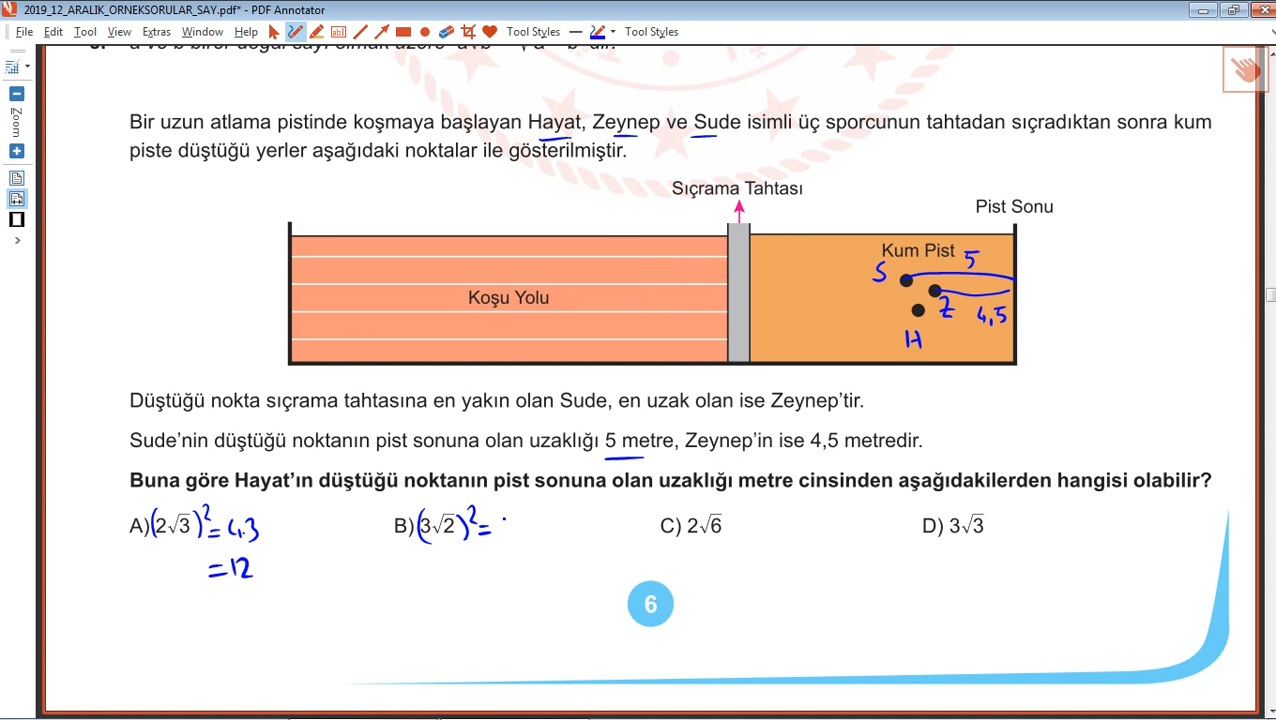 2019_12_ARALIK_ORNEKSORULAR_SAY.pdf* - PDF Annotator
File Edit Tool View Extras Window Help Tool Styles Tool Styles
Zoom
Bir uzun atlama pistinde koşmaya başlayan Hayat, Zeynep ve Sude isimli üç sporcunun tahtadan sıçradıktan sonra kum
piste düştüğü yerler aşağıdaki noktalar ile gösterilmiştir.
Sıçrama Tahtası
Pist Sonu
Kum Pist
5
S
Koşu Yolu
Z
4,5
H
Düştüğü nokta sıçrama tahtasına en yakın olan Sude, en uzak olan ise Zeynep'tir.
Sude'nin düştüğü noktanın pist sonuna olan uzaklığı 5 metre, Zeynep'in ise 4,5 metredir.
Buna göre Hayat'ın düştüğü noktanın pist sonuna olan uzaklığı metre cinsinden aşağıdakilerden hangisi olabilir?
A) (2√3)² = 4.3 B) (3√2)² = C) 2√6 D) 3√3
= 12
6